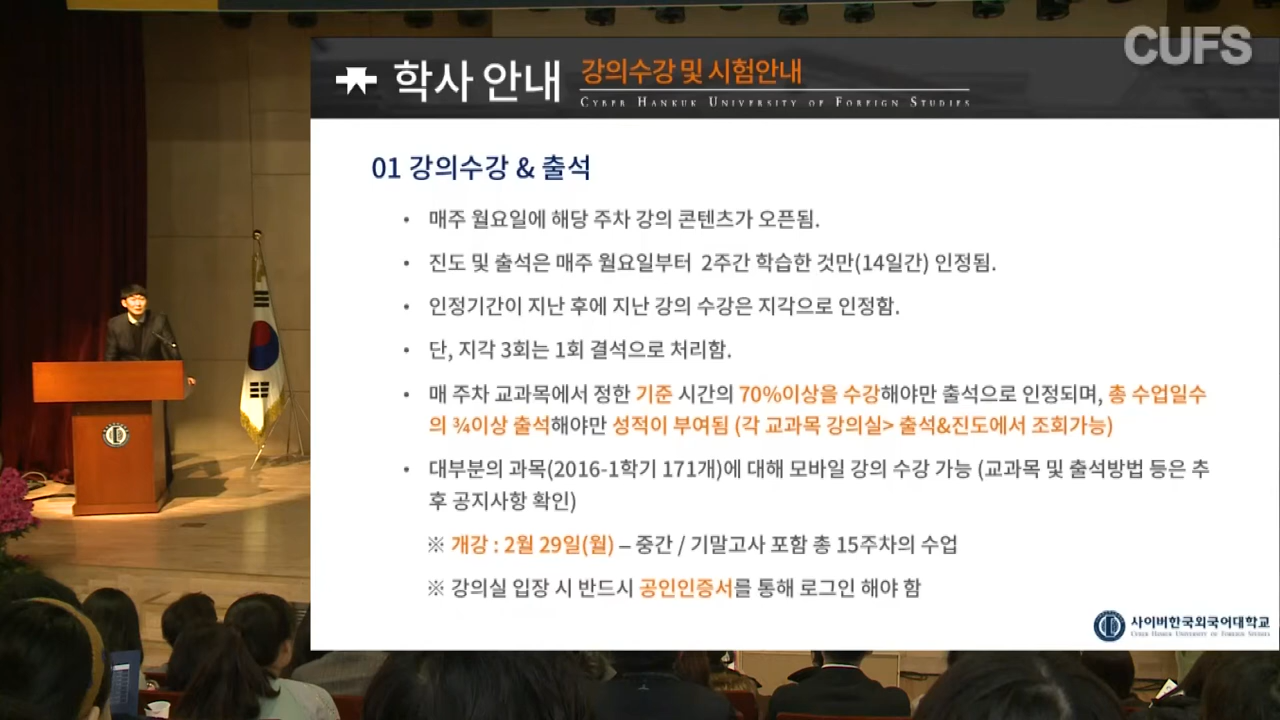 CUFS
학사 안내 강의수강 및 시험안내
CYBER HANKUK UNIVERSITY OF FOREIGN STUDIES
01 강의수강 & 출석
• 매주 월요일에 해당 주차 강의 콘텐츠가 오픈됨.
• 진도 및 출석은 매주 월요일부터 2주간 학습한 것만(14일간) 인정됨.
• 인정기간이 지난 후에 지난 강의 수강은 지각으로 인정함.
• 단, 지각 3회는 1회 결석으로 처리함.
• 매 주차 교과목에서 정한 기준 시간의 70%이상을 수강해야만 출석으로 인정되며, 총 수업일수
의 ¾이상 출석해야만 성적이 부여됨 (각 교과목 강의실> 출석&진도에서 조회가능)
• 대부분의 과목(2016-1학기 171개)에 대해 모바일 강의 수강 가능 (교과목 및 출석방법 등은 추
후 공지사항 확인)
※ 개강 : 2월 29일(월) – 중간 / 기말고사 포함 총 15주차의 수업
※ 강의실 입장 시 반드시 공인인증서를 통해 로그인 해야 함
사이버한국외국어대학교
CYBER HANKUK UNIVERSITY OF FOREIGN STUDIES